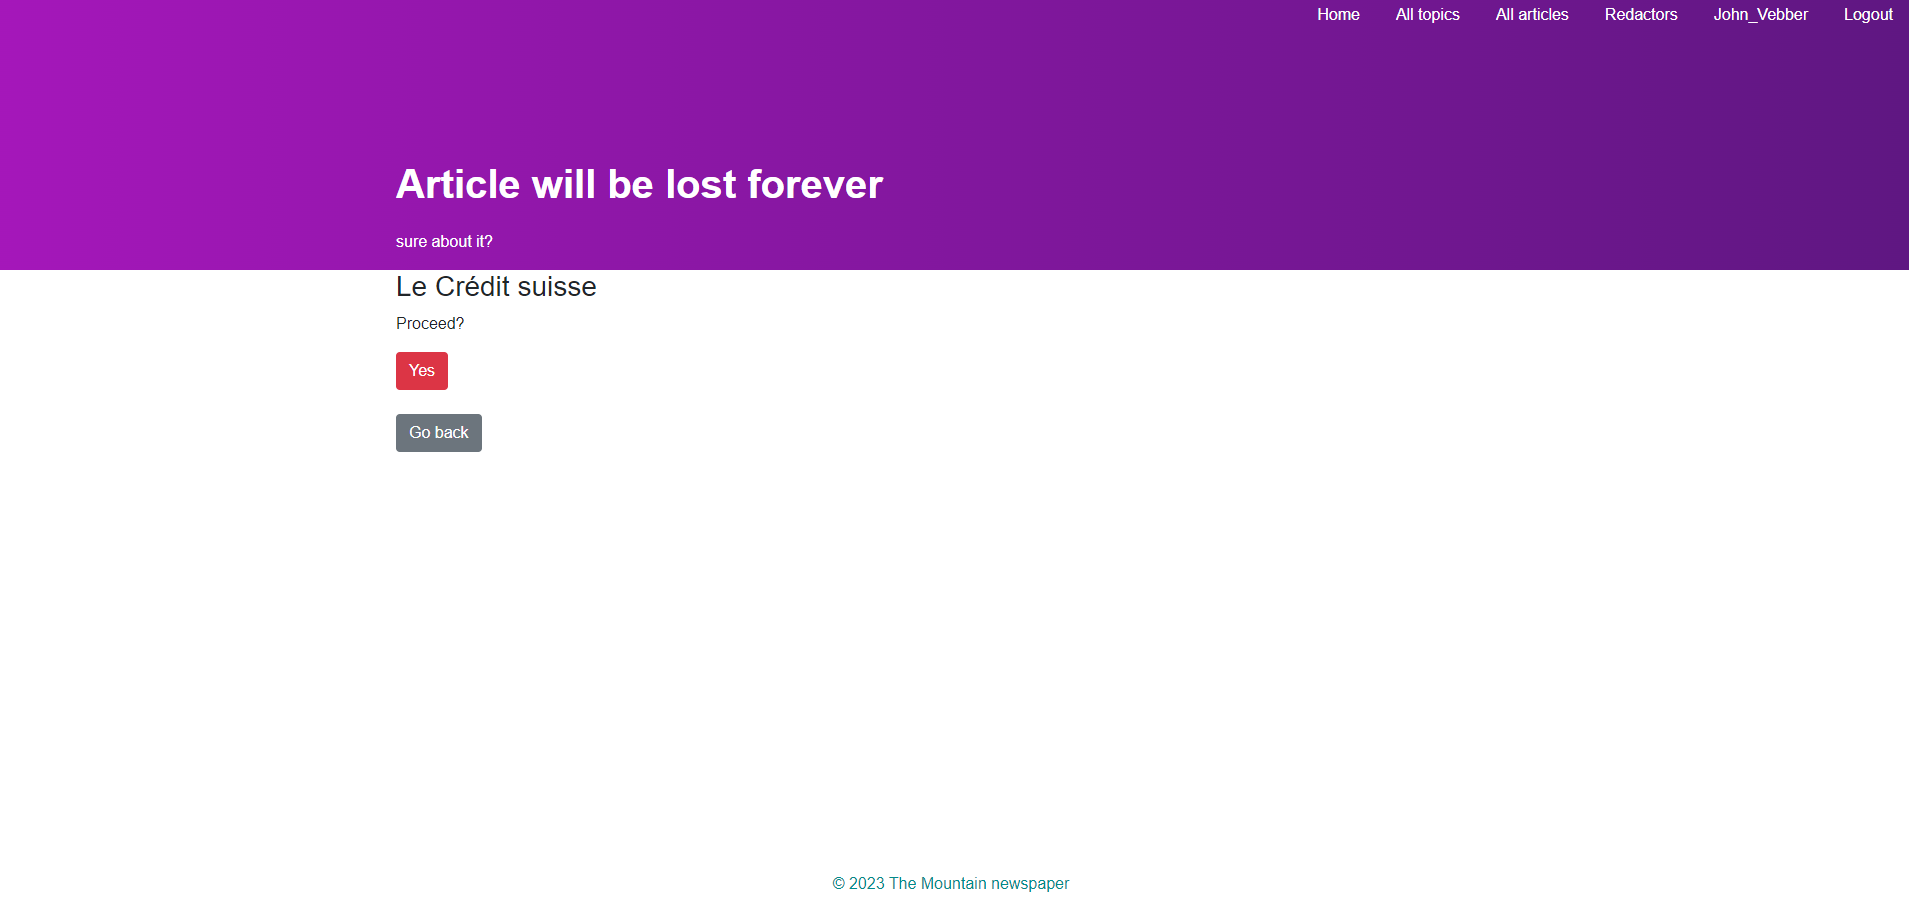 Home All topics All articles Redactors John_Vebber Logout
Article will be lost forever
sure about it?
Le Crédit suisse
Proceed?
Yes
Go back
© 2023 The Mountain newspaper